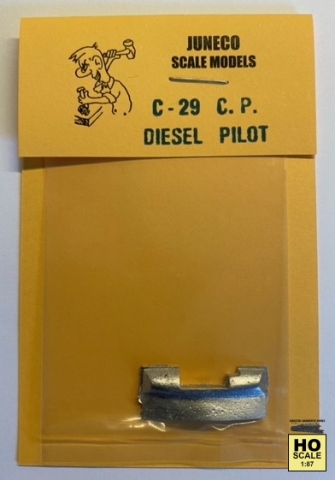 JUNECO
SCALE MODELS
C-29 C.P.
DIESEL PILOT
HO
SCALE
1:87